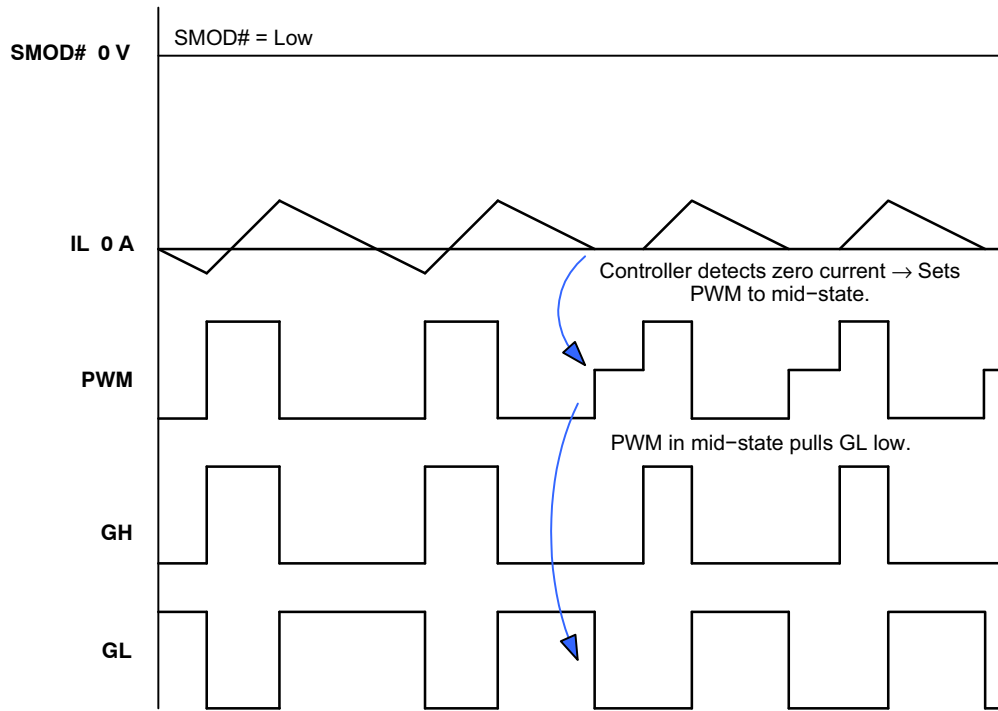 SMOD# = Low
SMOD# 0 V
IL 0 A
Controller detects zero current → Sets
PWM to mid−state.
PWM
PWM in mid−state pulls GL low.
GH
GL